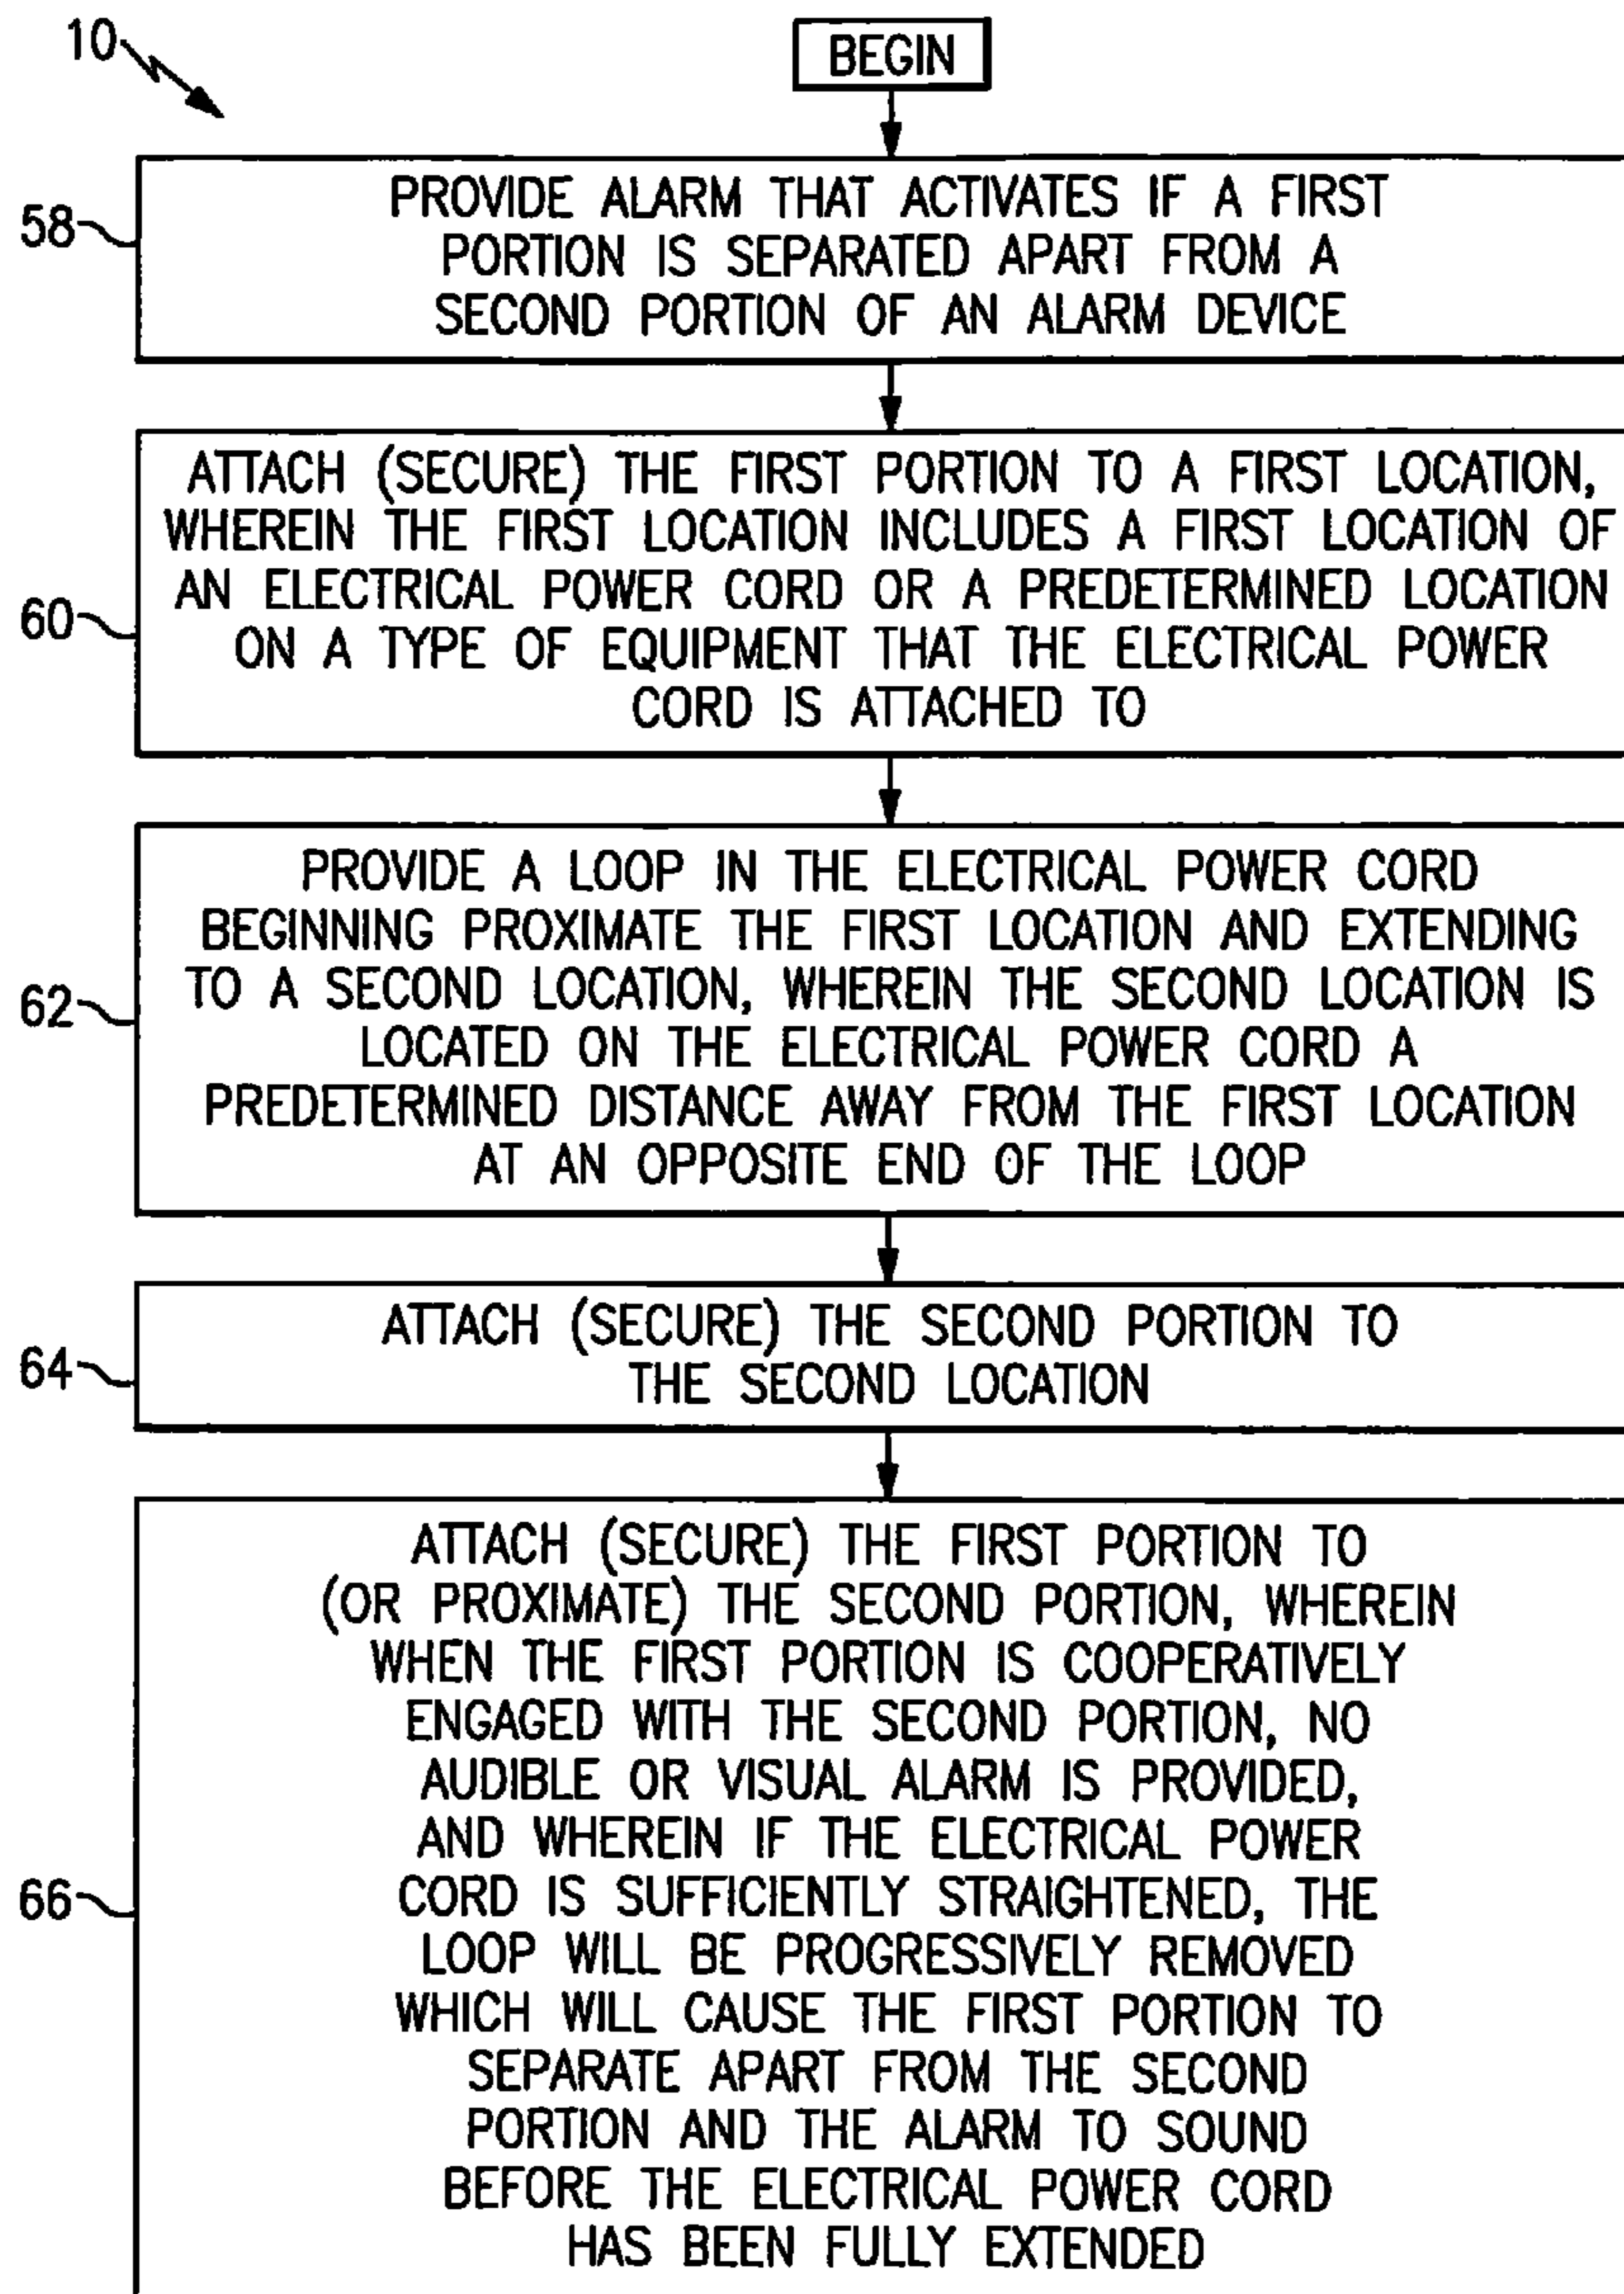 10
BEGIN
58
PROVIDE ALARM THAT ACTIVATES IF A FIRST
PORTION IS SEPARATED APART FROM A
SECOND PORTION OF AN ALARM DEVICE
60
ATTACH (SECURE) THE FIRST PORTION TO A FIRST LOCATION,
WHEREIN THE FIRST LOCATION INCLUDES A FIRST LOCATION OF
AN ELECTRICAL POWER CORD OR A PREDETERMINED LOCATION
ON A TYPE OF EQUIPMENT THAT THE ELECTRICAL POWER
CORD IS ATTACHED TO
62
PROVIDE A LOOP IN THE ELECTRICAL POWER CORD
BEGINNING PROXIMATE THE FIRST LOCATION AND EXTENDING
TO A SECOND LOCATION, WHEREIN THE SECOND LOCATION IS
LOCATED ON THE ELECTRICAL POWER CORD A
PREDETERMINED DISTANCE AWAY FROM THE FIRST LOCATION
AT AN OPPOSITE END OF THE LOOP
64
ATTACH (SECURE) THE SECOND PORTION TO
THE SECOND LOCATION
66
ATTACH (SECURE) THE FIRST PORTION TO
(OR PROXIMATE) THE SECOND PORTION, WHEREIN
WHEN THE FIRST PORTION IS COOPERATIVELY
ENGAGED WITH THE SECOND PORTION, NO
AUDIBLE OR VISUAL ALARM IS PROVIDED,
AND WHEREIN IF THE ELECTRICAL POWER
CORD IS SUFFICIENTLY STRAIGHTENED, THE
LOOP WILL BE PROGRESSIVELY REMOVED
WHICH WILL CAUSE THE FIRST PORTION TO
SEPARATE APART FROM THE SECOND
PORTION AND THE ALARM TO SOUND
BEFORE THE ELECTRICAL POWER CORD
HAS BEEN FULLY EXTENDED